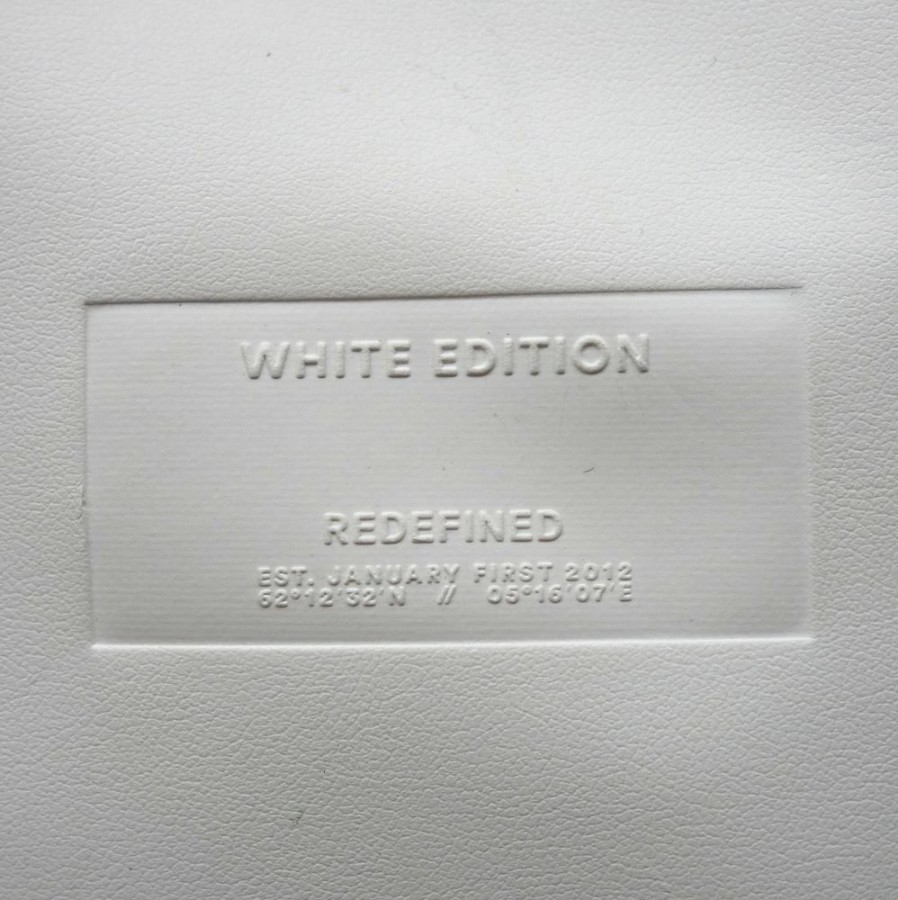 WHITE EDITION
REDEFINED
EST. JANUARY FIRST 2012
62°12'32'N // 05°16'07'E